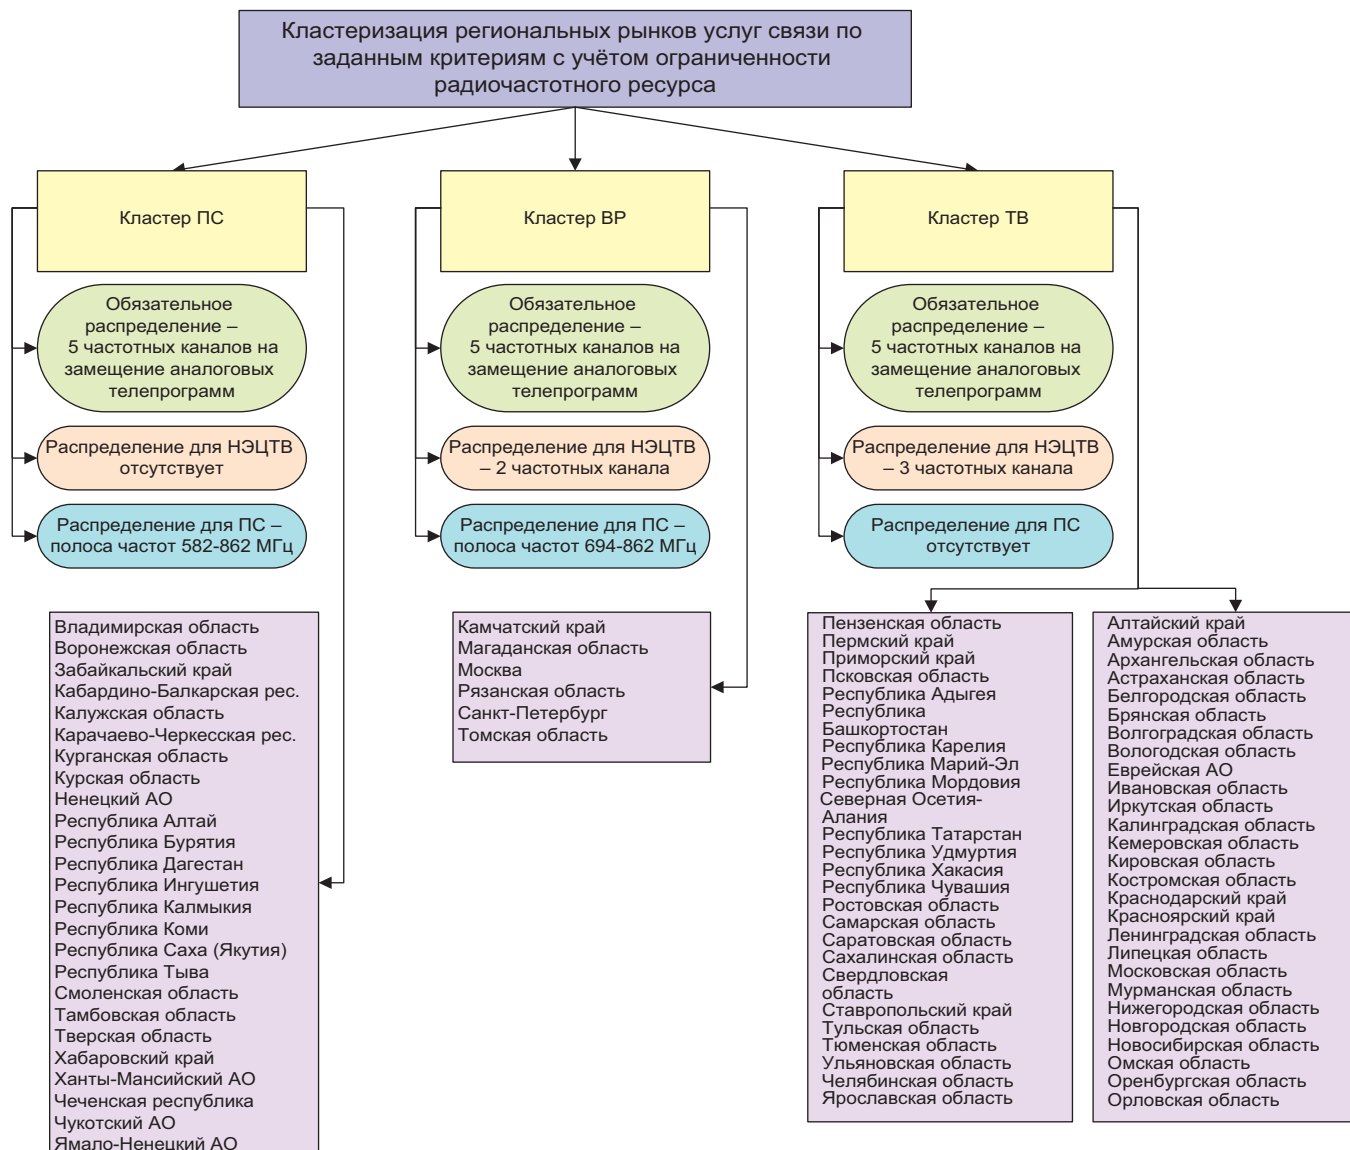 Кластеризация региональных рынков услуг связи по
заданным критериям с учётом ограниченности
радиочастотного ресурса
Кластер ПС
Обязательное
распределение –
5 частотных каналов на
замещение аналоговых
телепрограмм
Распределение для НЭЦТВ
отсутствует
Распределение для ПС –
полоса частот 582-862 МГц
Владимирская область
Воронежская область
Забайкальский край
Кабардино-Балкарская рес.
Калужская область
Карачаево-Черкесская рес.
Курганская область
Курская область
Ненецкий АО
Республика Алтай
Республика Бурятия
Республика Дагестан
Республика Ингушетия
Республика Калмыкия
Республика Коми
Республика Саха (Якутия)
Республика Тыва
Смоленская область
Тамбовская область
Тверская область
Хабаровский край
Ханты-Мансийский АО
Чеченская республика
Чукотский АО
Ямало-Ненецкий АО
Кластер ВР
Обязательное
распределение –
5 частотных каналов на
замещение аналоговых
телепрограмм
Распределение для НЭЦТВ
– 2 частотных канала
Распределение для ПС –
полоса частот 694-862 МГц
Камчатский край
Магаданская область
Москва
Рязанская область
Санкт-Петербург
Томская область
Кластер ТВ
Обязательное
распределение –
5 частотных каналов на
замещение аналоговых
телепрограмм
Распределение для НЭЦТВ
– 3 частотных канала
Распределение для ПС
отсутствует
Пензенская область
Пермский край
Приморский край
Псковская область
Республика Адыгея
Республика
Башкортостан
Республика Карелия
Республика Марий-Эл
Республика Мордовия
Северная Осетия-
Алания
Республика Татарстан
Республика Удмуртия
Республика Хакасия
Республика Чувашия
Ростовская область
Самарская область
Саратовская область
Сахалинская область
Свердловская
область
Ставропольский край
Тульская область
Тюменская область
Ульяновская область
Челябинская область
Ярославская область
Алтайский край
Амурская область
Архангельская область
Астраханская область
Белгородская область
Брянская область
Волгоградская область
Вологодская область
Еврейская АО
Ивановская область
Иркутская область
Калинградская область
Кемеровская область
Кировская область
Костромская область
Краснодарский край
Красноярский край
Ленинградская область
Липецкая область
Московская область
Мурманская область
Нижегородская область
Новгородская область
Новосибирская область
Омская область
Оренбургская область
Орловская область